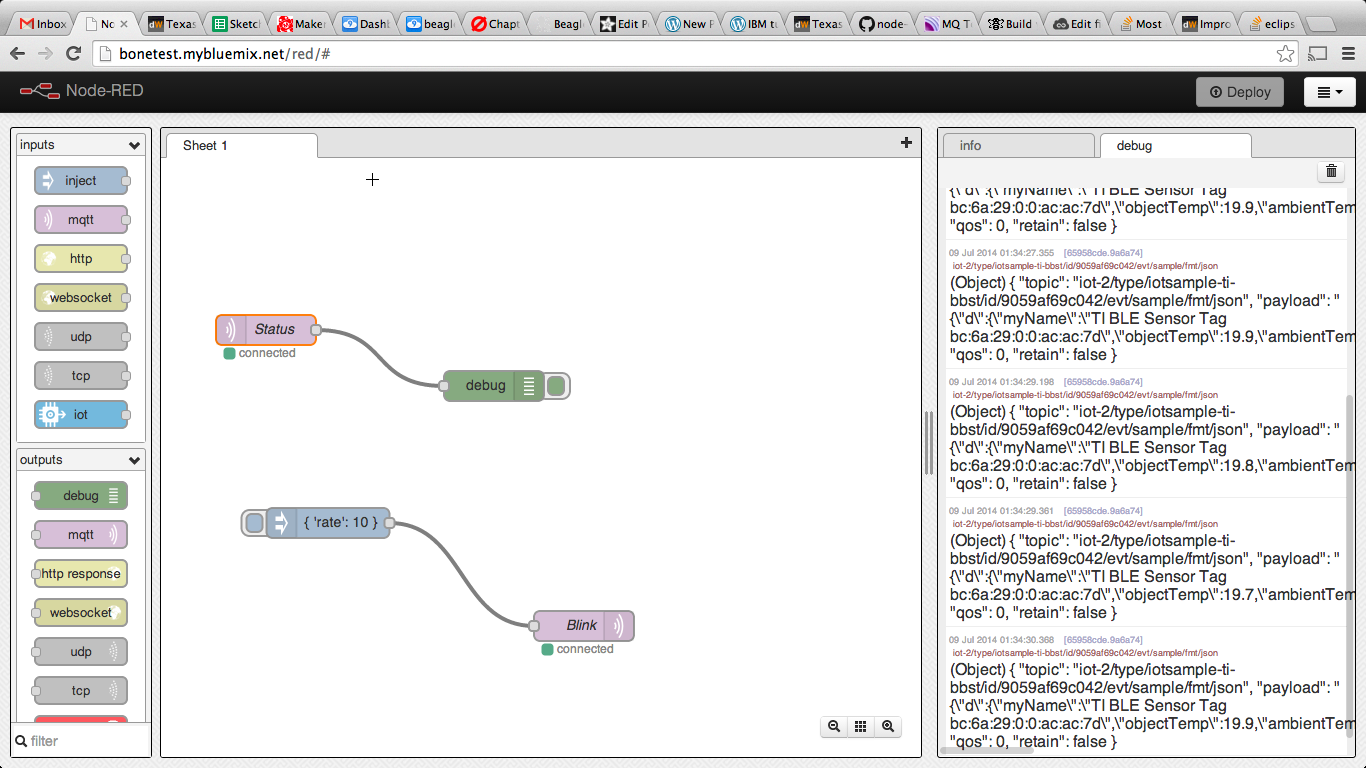 Inbox
No
Texas
Sketch
Maker
Dash
beagle
Chapt
Beagle
Edit P
New P
IBM tu
Texas
node-
MQ Te
Build
Edit fi
Most
Impro
eclips
bonetest.mybluemix.net/red/#
Node-RED
Deploy
inputs
inject
mqtt
http
websocket
udp
tcp
iot
outputs
debug
mqtt
http response
websocket
udp
tcp
filter
Sheet 1
Status
connected
debug
{ 'rate': 10 }
Blink
connected
info
debug
{\"d\":{\"myName\":\"TI BLE Sensor Tag
bc:6a:29:0:0:ac:ac:7d\",\"objectTemp\":19.9,\"ambientTem
"qos": 0, "retain": false }
09 Jul 2014 01:34:27.355 [65958cde.9a6a74]
iot-2/type/iotsample-ti-bbst/id/9059af69c042/evt/sample/fmt/json
(Object) { "topic": "iot-2/type/iotsample-ti-
bbst/id/9059af69c042/evt/sample/fmt/json", "payload": "
{\"d\":{\"myName\":\"TI BLE Sensor Tag
bc:6a:29:0:0:ac:ac:7d\",\"objectTemp\":19.9,\"ambientTem
"qos": 0, "retain": false }
09 Jul 2014 01:34:29.198 [65958cde.9a6a74]
iot-2/type/iotsample-ti-bbst/id/9059af69c042/evt/sample/fmt/json
(Object) { "topic": "iot-2/type/iotsample-ti-
bbst/id/9059af69c042/evt/sample/fmt/json", "payload": "
{\"d\":{\"myName\":\"TI BLE Sensor Tag
bc:6a:29:0:0:ac:ac:7d\",\"objectTemp\":19.8,\"ambientTem
"qos": 0, "retain": false }
09 Jul 2014 01:34:29.361 [65958cde.9a6a74]
iot-2/type/iotsample-ti-bbst/id/9059af69c042/evt/sample/fmt/json
(Object) { "topic": "iot-2/type/iotsample-ti-
bbst/id/9059af69c042/evt/sample/fmt/json", "payload": "
{\"d\":{\"myName\":\"TI BLE Sensor Tag
bc:6a:29:0:0:ac:ac:7d\",\"objectTemp\":19.7,\"ambientTem
"qos": 0, "retain": false }
09 Jul 2014 01:34:30.368 [65958cde.9a6a74]
iot-2/type/iotsample-ti-bbst/id/9059af69c042/evt/sample/fmt/json
(Object) { "topic": "iot-2/type/iotsample-ti-
bbst/id/9059af69c042/evt/sample/fmt/json", "payload": "
{\"d\":{\"myName\":\"TI BLE Sensor Tag
bc:6a:29:0:0:ac:ac:7d\",\"objectTemp\":19.9,\"ambientTem
"qos": 0, "retain": false }